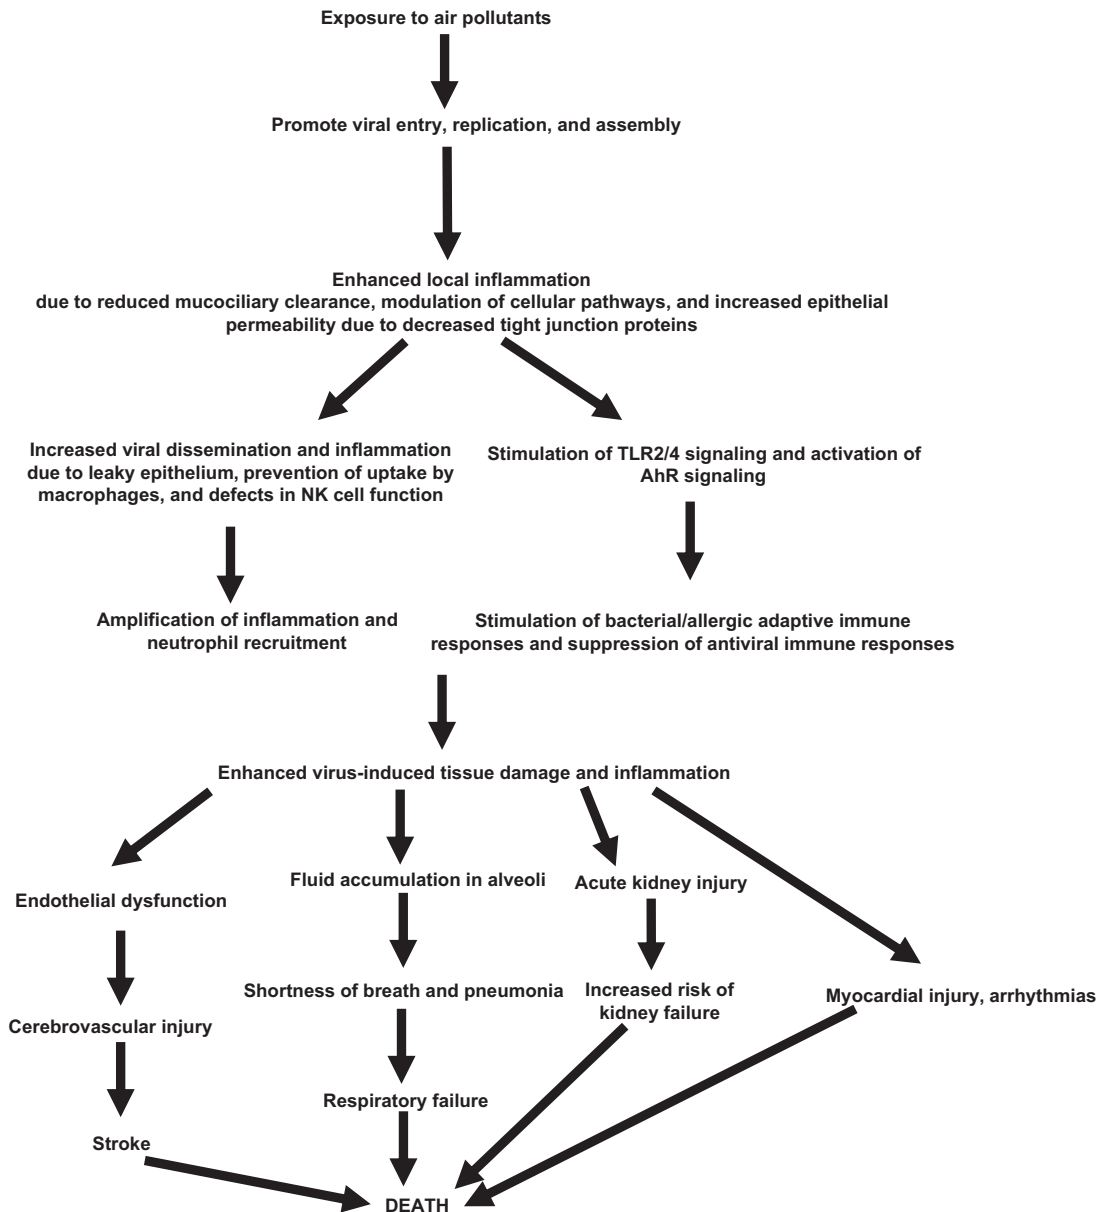 Exposure to air pollutants
Promote viral entry, replication, and assembly
Enhanced local inflammation
due to reduced mucociliary clearance, modulation of cellular pathways, and increased epithelial
permeability due to decreased tight junction proteins
Increased viral dissemination and inflammation
due to leaky epithelium, prevention of uptake by
macrophages, and defects in NK cell function
Stimulation of TLR2/4 signaling and activation of
AhR signaling
Amplification of inflammation and
neutrophil recruitment
Stimulation of bacterial/allergic adaptive immune
responses and suppression of antiviral immune responses
Enhanced virus-induced tissue damage and inflammation
Endothelial dysfunction
Fluid accumulation in alveoli
Acute kidney injury
Cerebrovascular injury
Shortness of breath and pneumonia
Increased risk of
kidney failure
Myocardial injury, arrhythmias
Respiratory failure
Stroke
DEATH